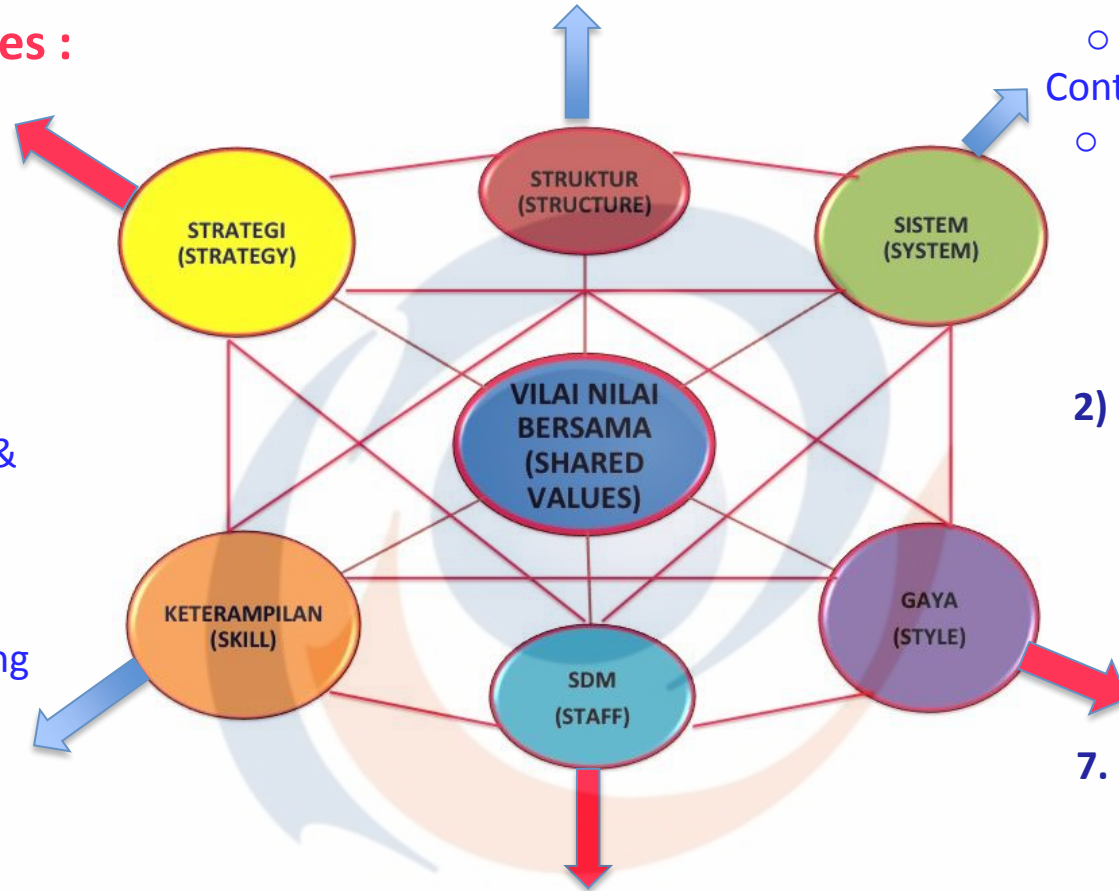 es :
Cont
STRUKTUR
(STRUCTURE)
STRATEGI
(STRATEGY)
SISTEM
(SYSTEM)
VILAI NILAI
BERSAMA
(SHARED
VALUES)
2)
&
KETERAMPILAN
(SKILL)
GAYA
(STYLE)
ng
SDM
(STAFF)
7.